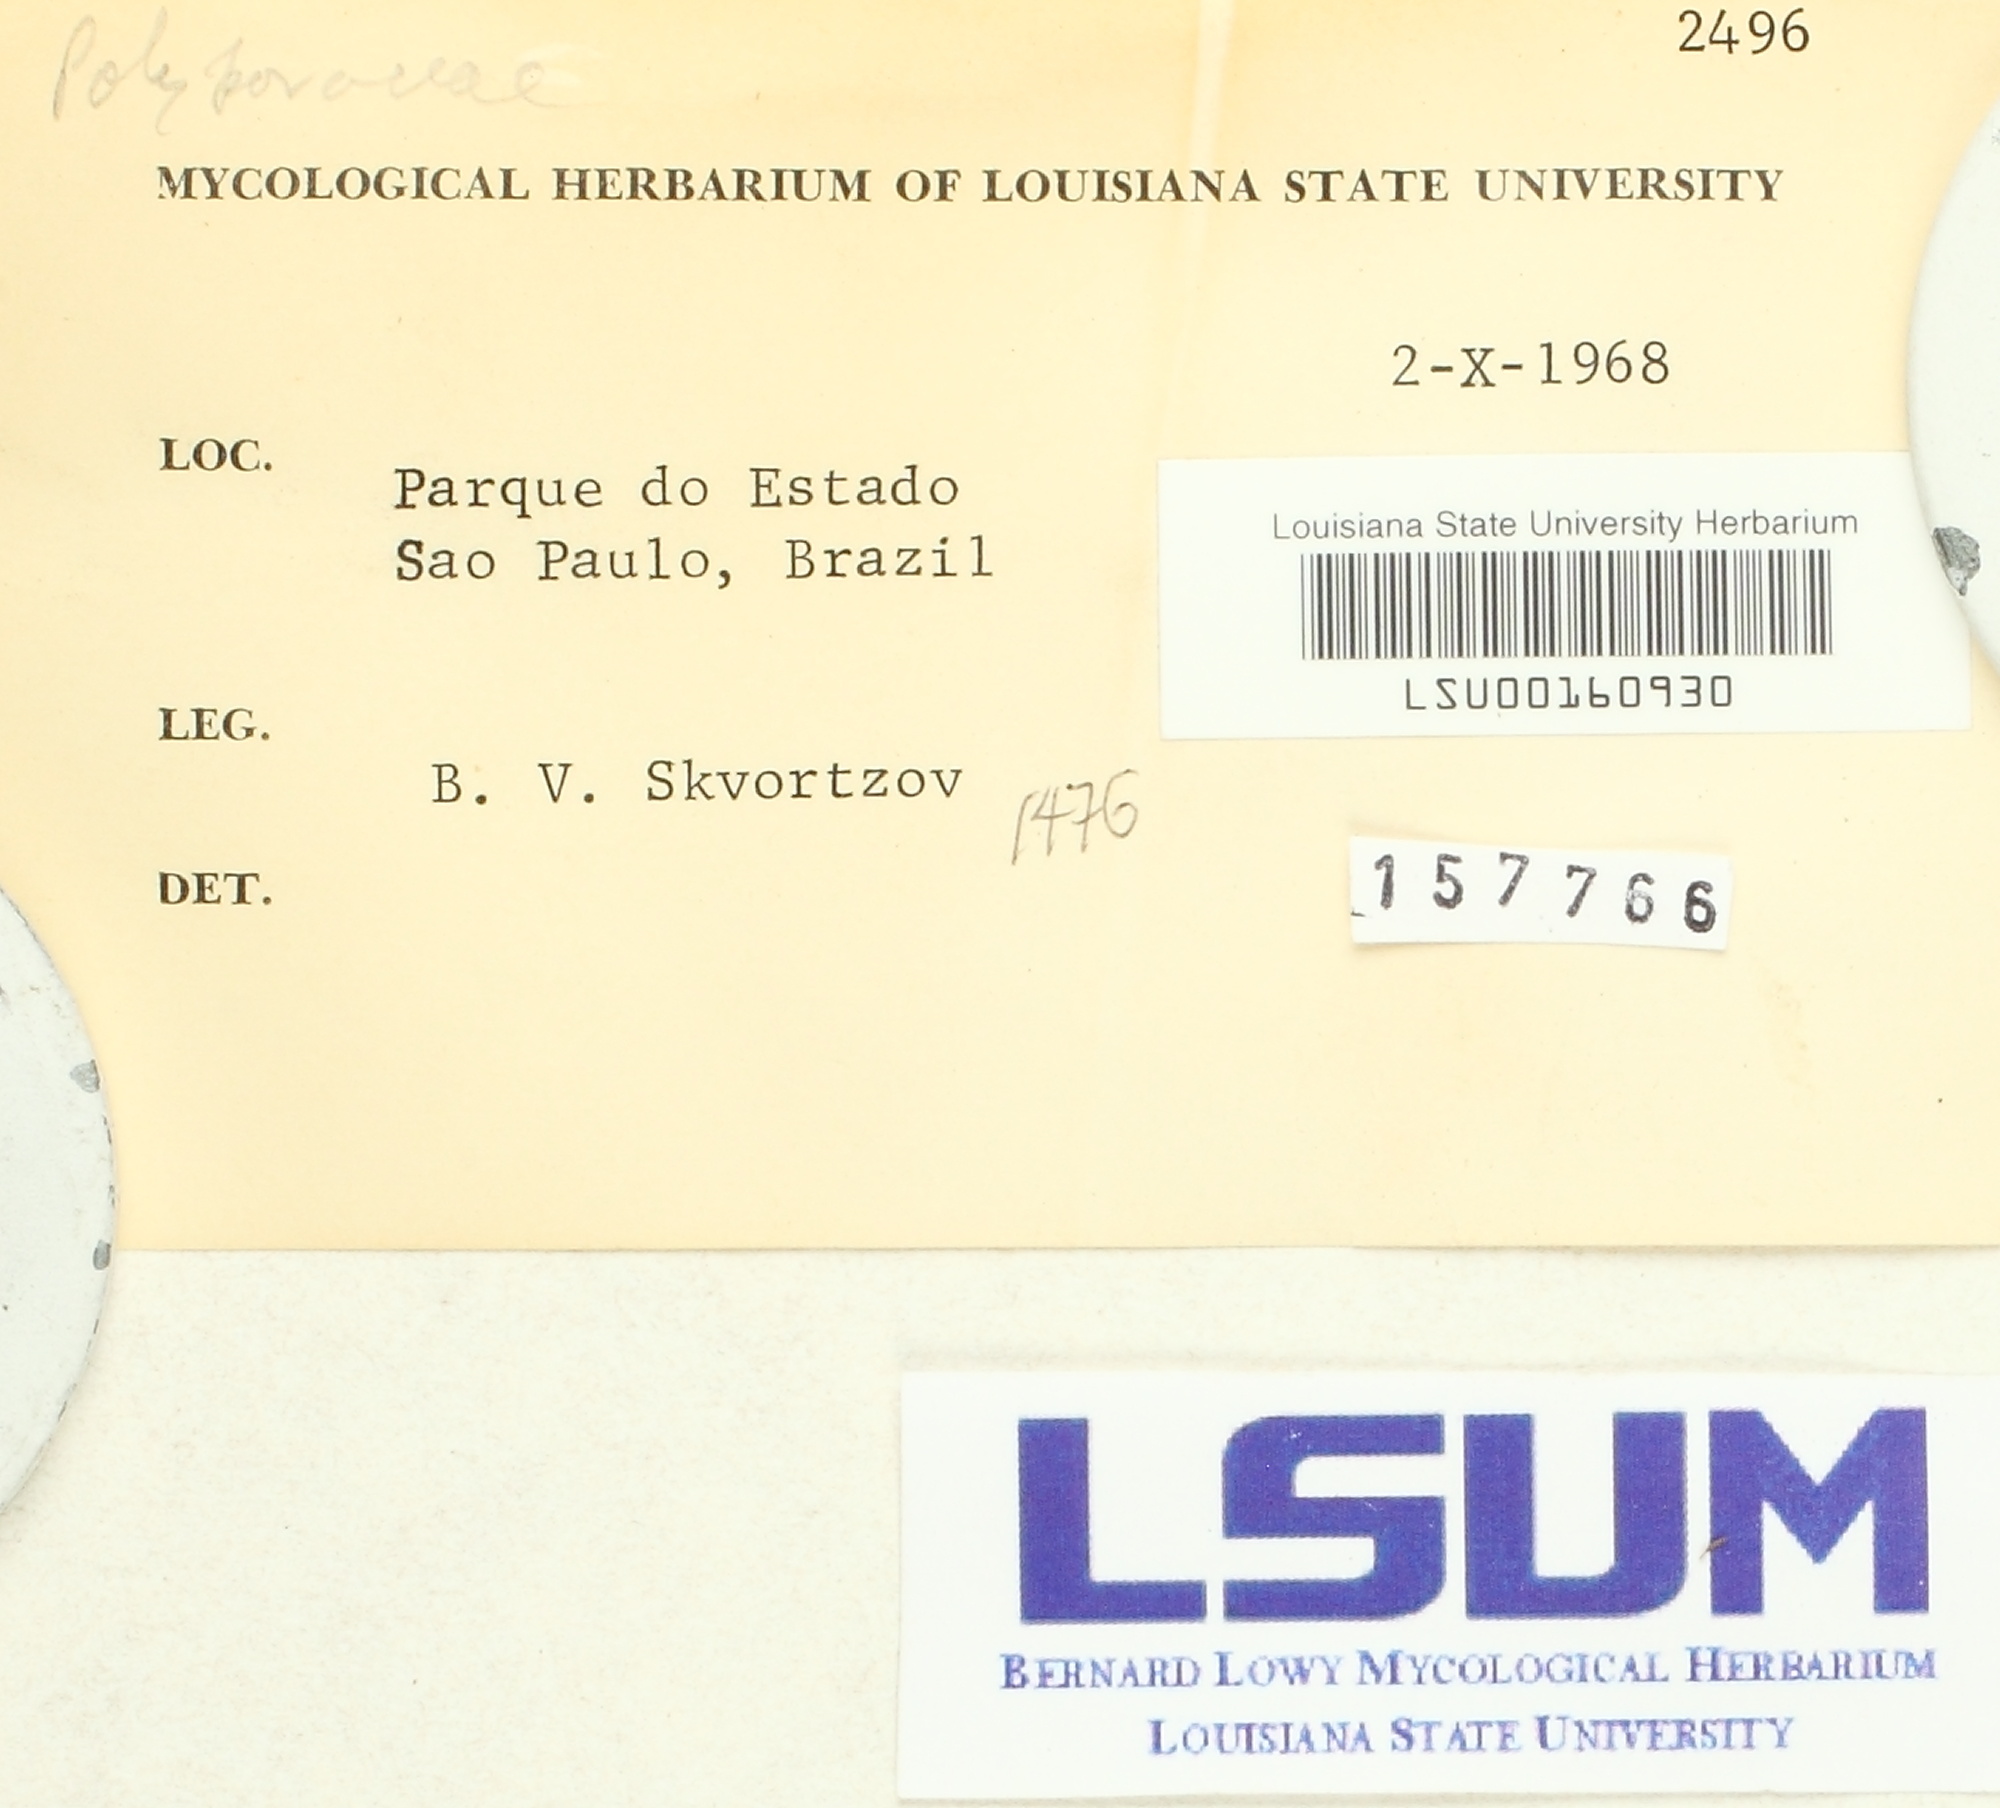 2496
Polyporaceae
MYCOLOGICAL HERBARIUM OF LOUISIANA STATE UNIVERSITY
2-X-1968
LOC.
Parque do Estado
Sao Paulo, Brazil
Louisiana State University Herbarium
LSU00160930
LEG.
B. V. Skvortzov
1476
DET.
157766
LSUM
BERNARD LOWY MYCOLOGICAL HERBARIUM
LOUISIANA STATE UNIVERSITY